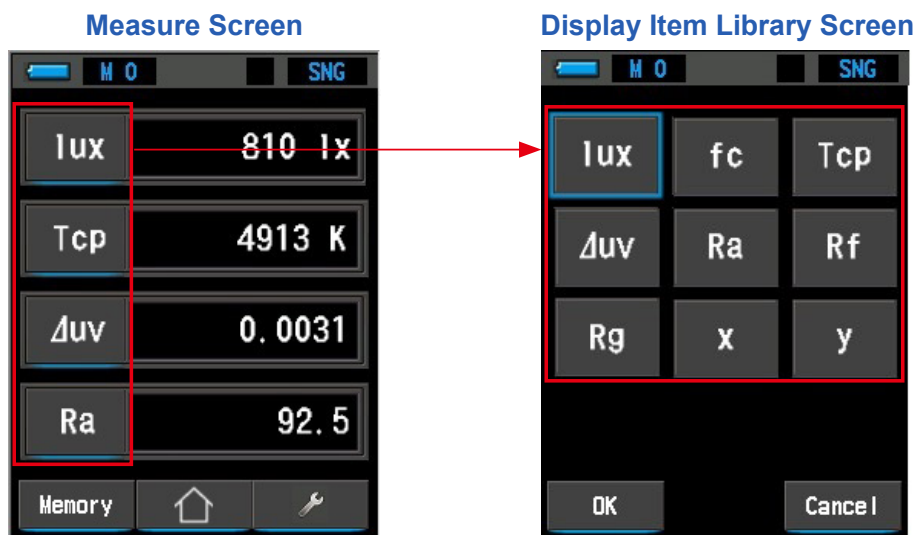 Measure Screen
M 0 SNG
lux 810 lx
Tcp 4913 K
Δuv 0.0031
Ra 92.5
Memory
Display Item Library Screen
M 0 SNG
lux fc Tcp
Δuv Ra Rf
Rg x y
OK Cancel